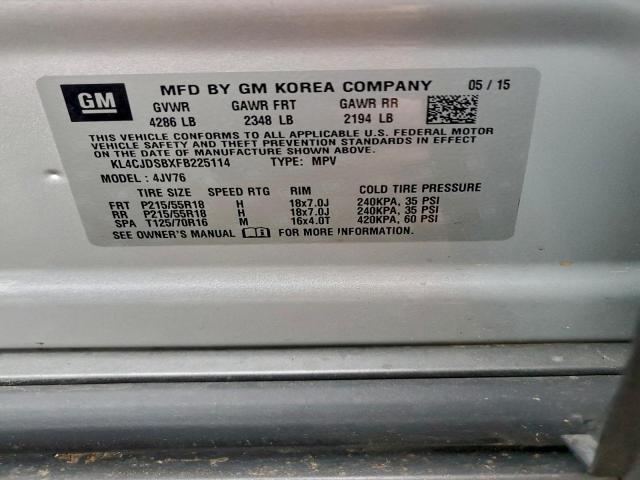 GM MFD BY GM KOREA COMPANY 05 / 15
GVWR GAWR FRT GAWR RR
4286 LB 2348 LB 2194 LB
THIS VEHICLE CONFORMS TO ALL APPLICABLE U.S. FEDERAL MOTOR
VEHICLE SAFETY AND THEFT PREVENTION STANDARDS IN EFFECT
ON THE DATE OF MANUFACTURE SHOWN ABOVE.
KL4CJDSBXFB225114 TYPE: MPV
MODEL : 4JV76
TIRE SIZE SPEED RTG RIM COLD TIRE PRESSURE
FRT P215/55R18 H 18x7.0J 240KPA, 35 PSI
RR P215/55R18 H 18x7.0J 240KPA, 35 PSI
SPA T125/70R16 M 16x4.0T 420KPA, 60 PSI
SEE OWNER'S MANUAL FOR MORE INFORMATION.